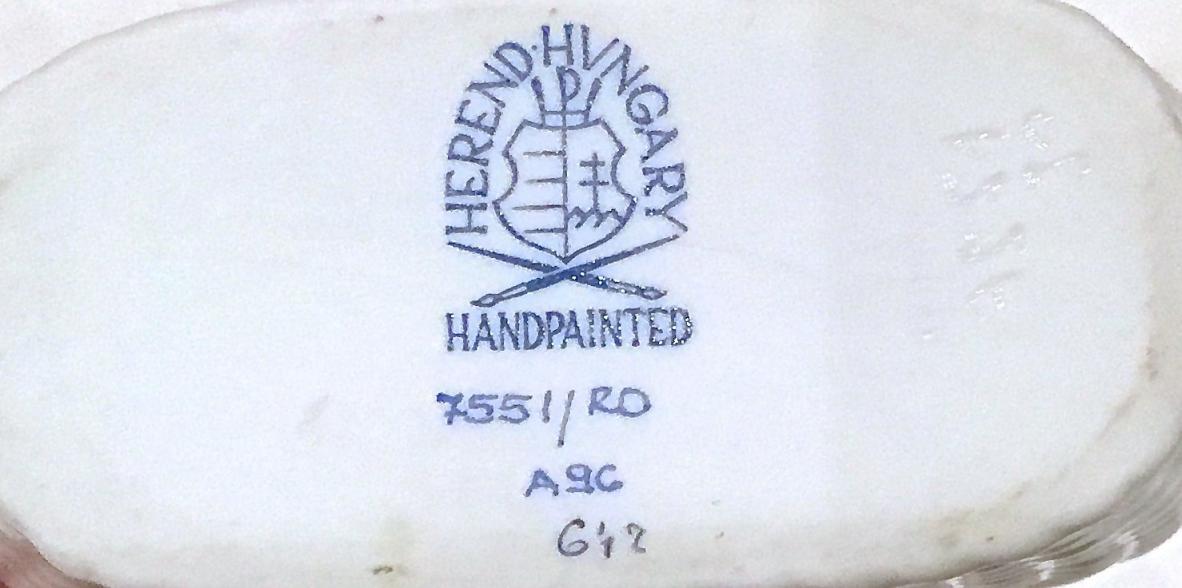 HEREND·HVNGARY
HANDPAINTED
7551/RO
A96